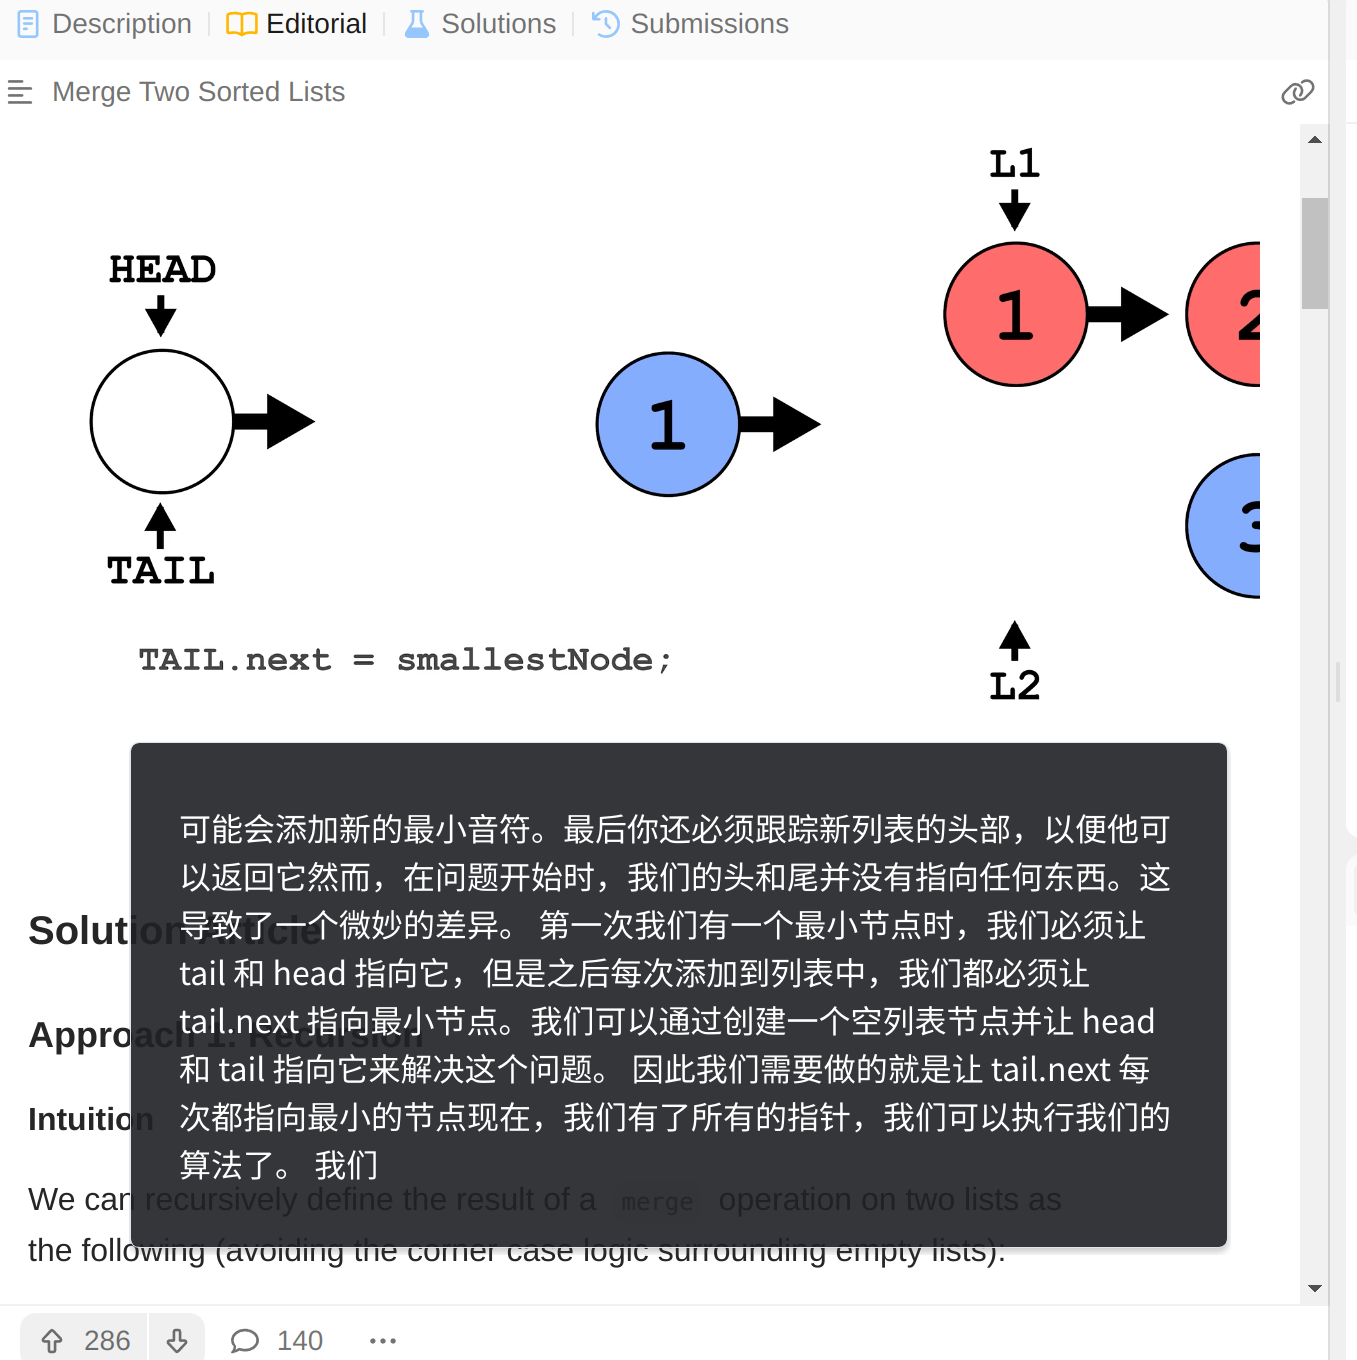 Description Editorial Solutions Submissions
Merge Two Sorted Lists
L1
HEAD
1 2
1
3
TAIL
TAIL.next = smallestNode;
L2
可能会添加新的最小音符。最后你还必须跟踪新列表的头部，以便他可
以返回它然而，在问题开始时，我们的头和尾并没有指向任何东西。这
导致了一个微妙的差异。 第一次我们有一个最小节点时，我们必须让
tail 和 head 指向它，但是之后每次添加到列表中，我们都必须让
tail.next 指向最小节点。我们可以通过创建一个空列表节点并让 head
和 tail 指向它来解决这个问题。 因此我们需要做的就是让 tail.next 每
次都指向最小的节点现在，我们有了所有的指针，我们可以执行我们的
算法了。 我们
Solution Article
Approach 1: Recursion
Intuition
We can recursively define the result of a merge operation on two lists as
the following (avoiding the corner case logic surrounding empty lists):
286 140